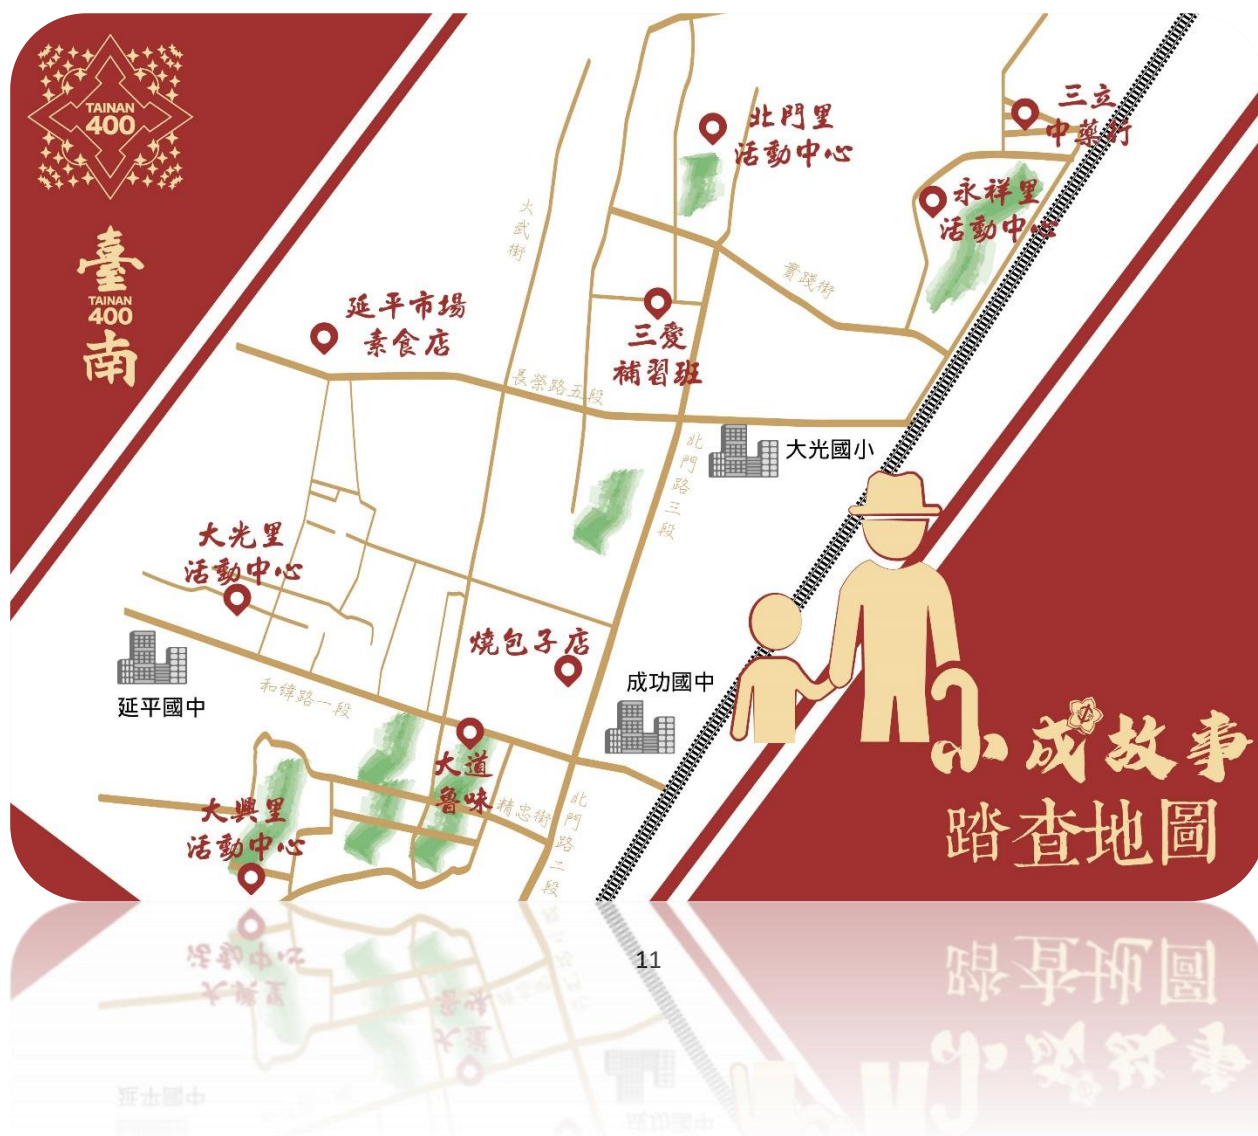 TAINAN
400
臺
TAINAN
400
南
北門里
活動中心
三立
中藥行
永祥里
活動中心
大武街
實踐街
延平市場
素食店
三愛
補習班
長榮路五段
北門路三段
大光國小
大光里
活動中心
燒包子店
成功國中
延平國中
和緯路一段
大道
魯味
大興里
活動中心
精忠街
北門路二段
小成故事
踏查地圖
11